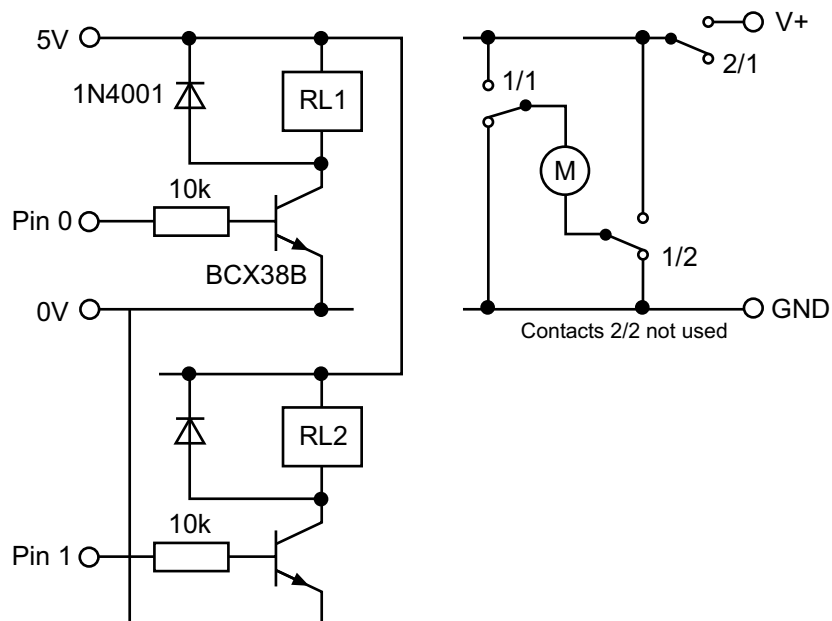 5V
V+
1N4001
RL1
1/1
2/1
M
10k
Pin 0
BCX38B
1/2
0V
GND
Contacts 2/2 not used
RL2
10k
Pin 1